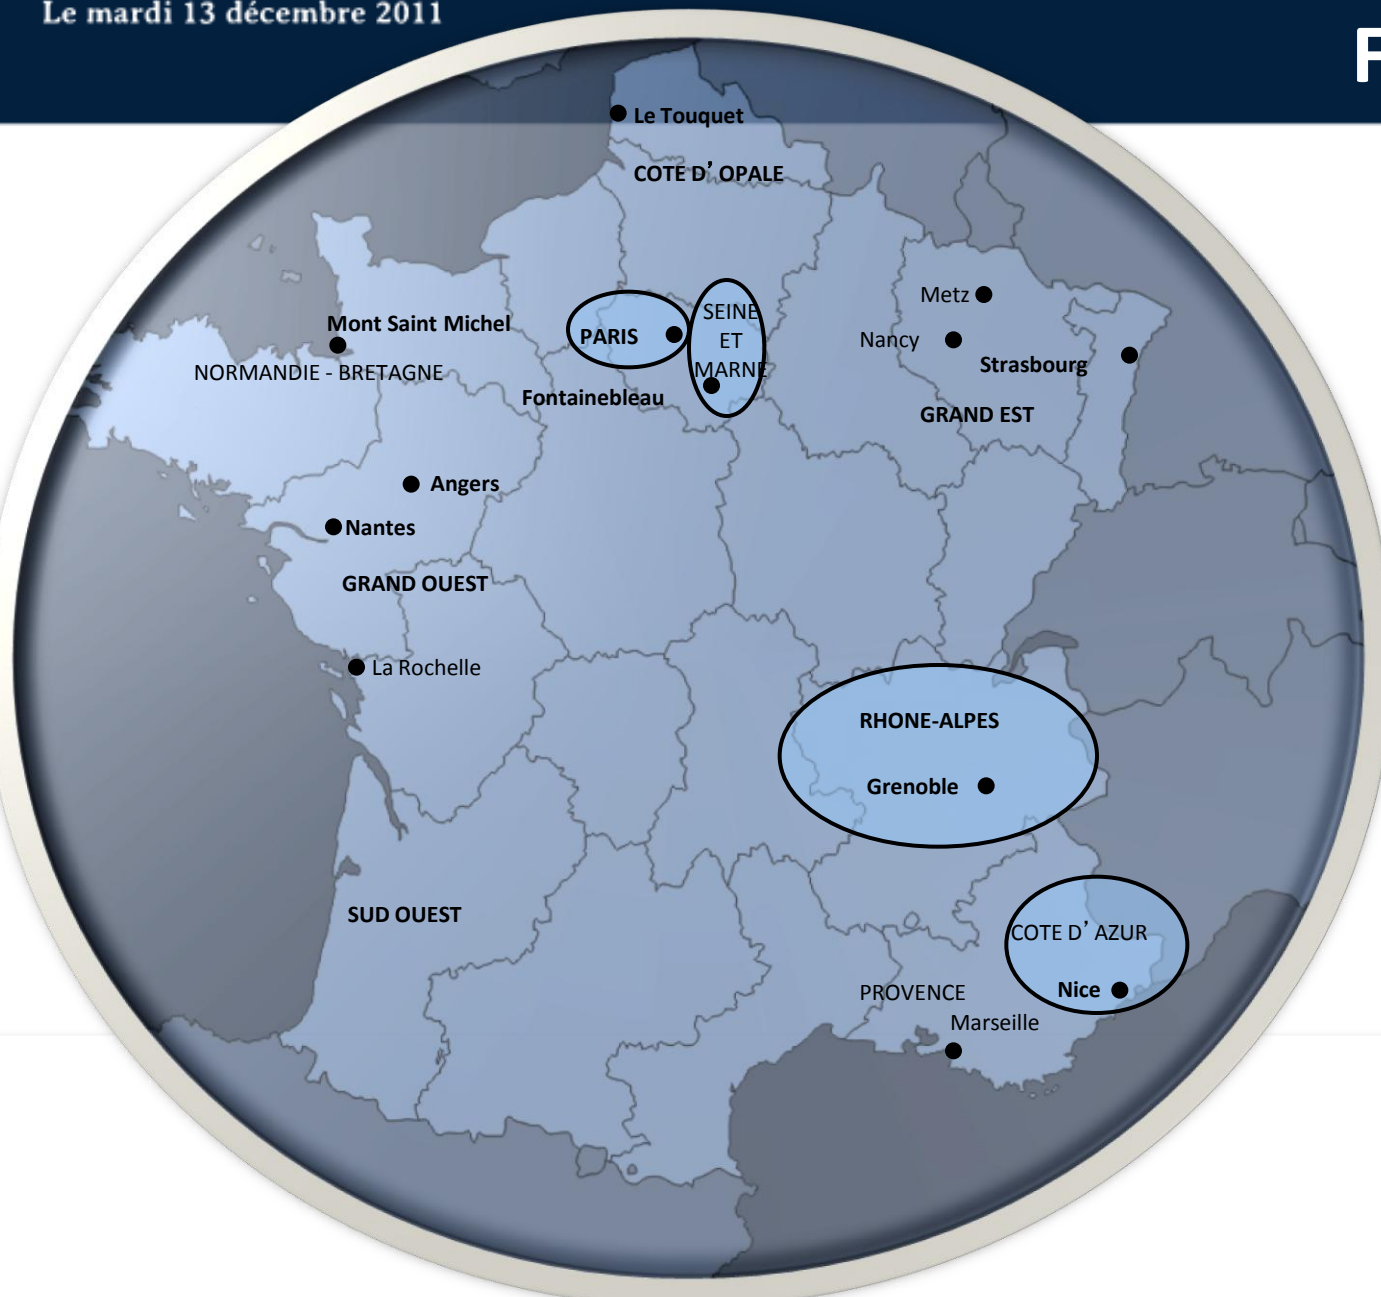 Le mardi 13 décembre 2011
F
Le Touquet
COTE D’ OPALE
Metz
SEINE
Mont Saint Michel
PARIS
ET
Nancy
Strasbourg
NORMANDIE - BRETAGNE
MARNE
Fontainebleau
GRAND EST
Angers
Nantes
GRAND OUEST
La Rochelle
RHONE-ALPES
Grenoble
SUD OUEST
COTE D’ AZUR
PROVENCE
Nice
Marseille